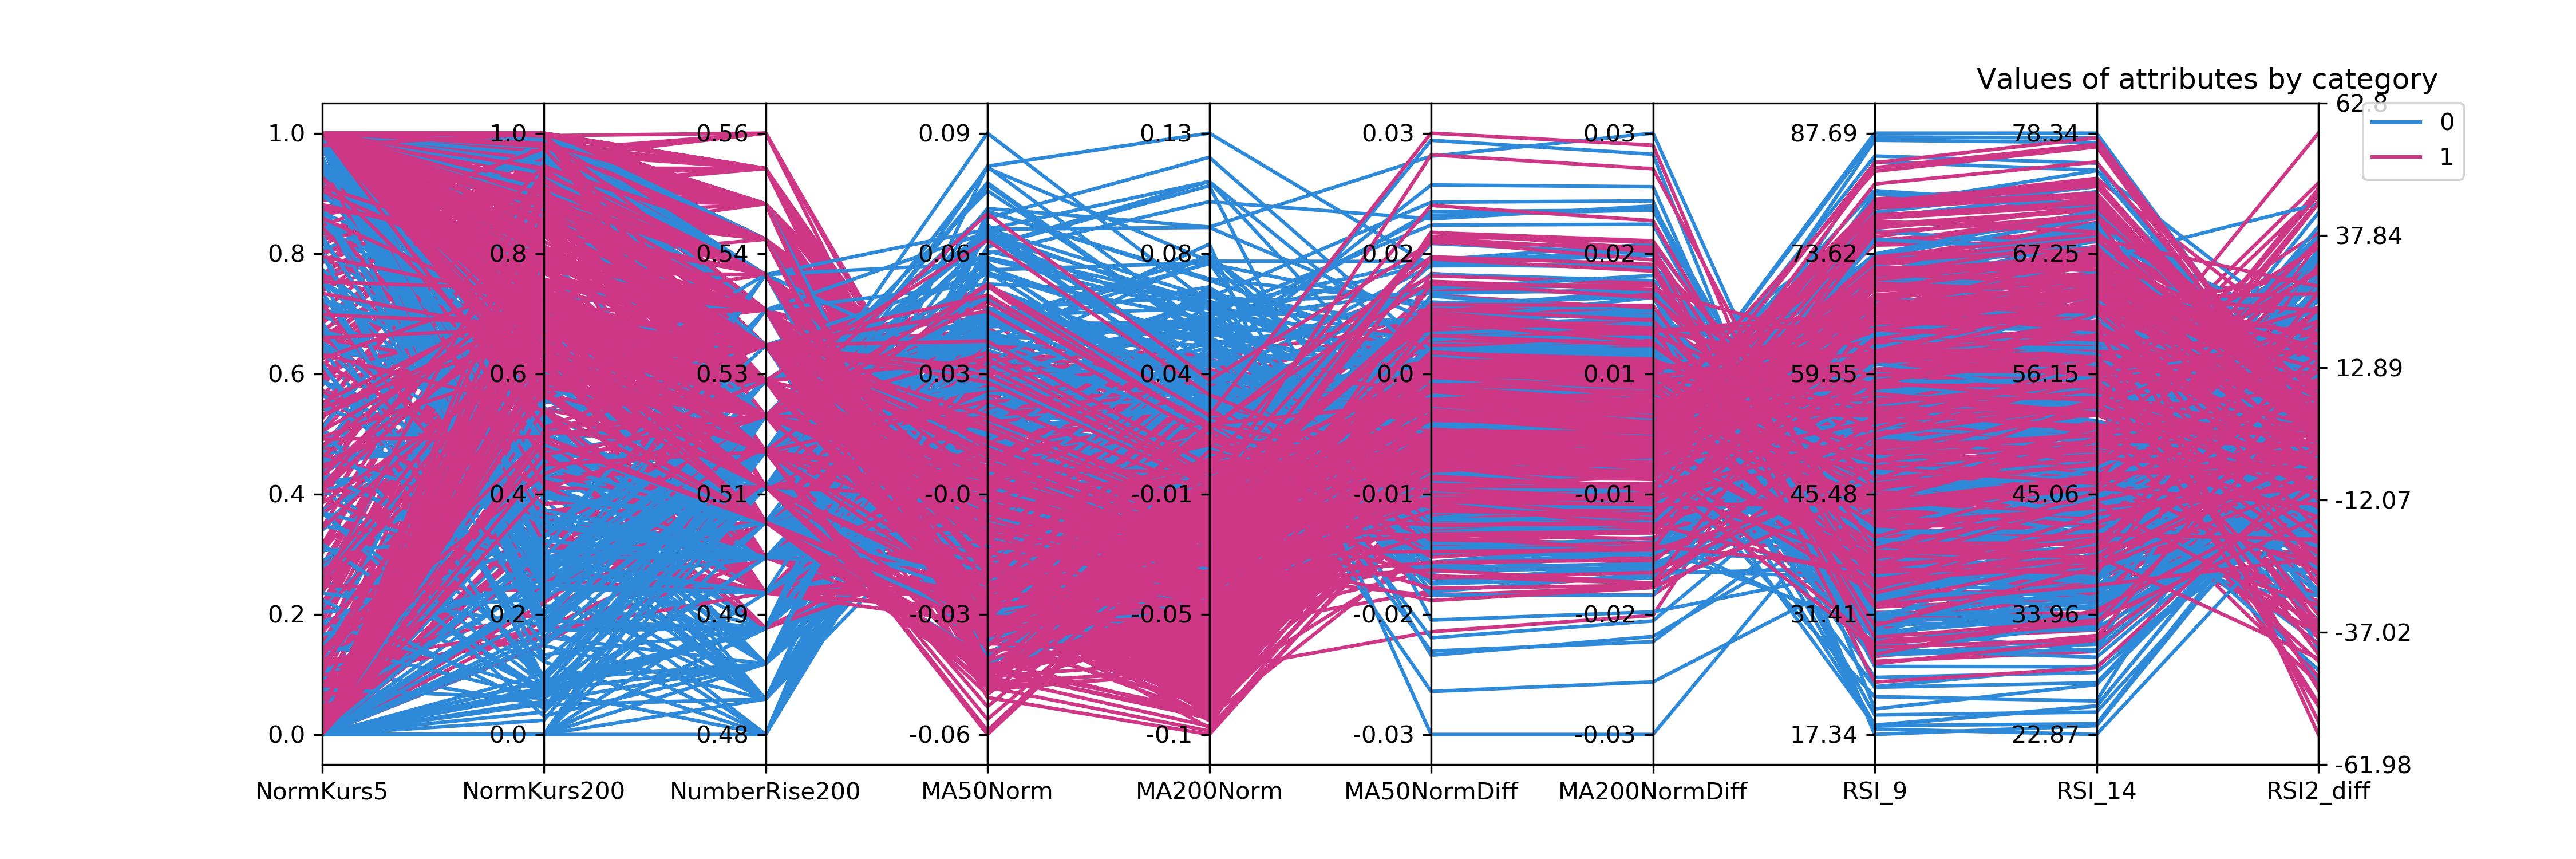 Values of attributes by category
62.8
0
1
1.0 1.0 0.56 0.09 0.13 0.03 0.03 87.69 78.34
37.84
0.8 0.8 0.54 0.06 0.08 0.02 0.02 73.62 67.25
12.89
0.6 0.6 0.53 0.03 0.04 0.0 0.01 59.55 56.15
0.4 0.4 0.51 -0.0 -0.01 -0.01 -0.01 45.48 45.06
-12.07
0.2 0.2 0.49 -0.03 -0.05 -0.02 -0.02 31.41 33.96
-37.02
0.0 0.0 0.48 -0.06 -0.1 -0.03 -0.03 17.34 22.87
-61.98
NormKurs5 NormKurs200 NumberRise200 MA50Norm MA200Norm MA50NormDiff MA200NormDiff RSI_9 RSI_14 RSI2_diff